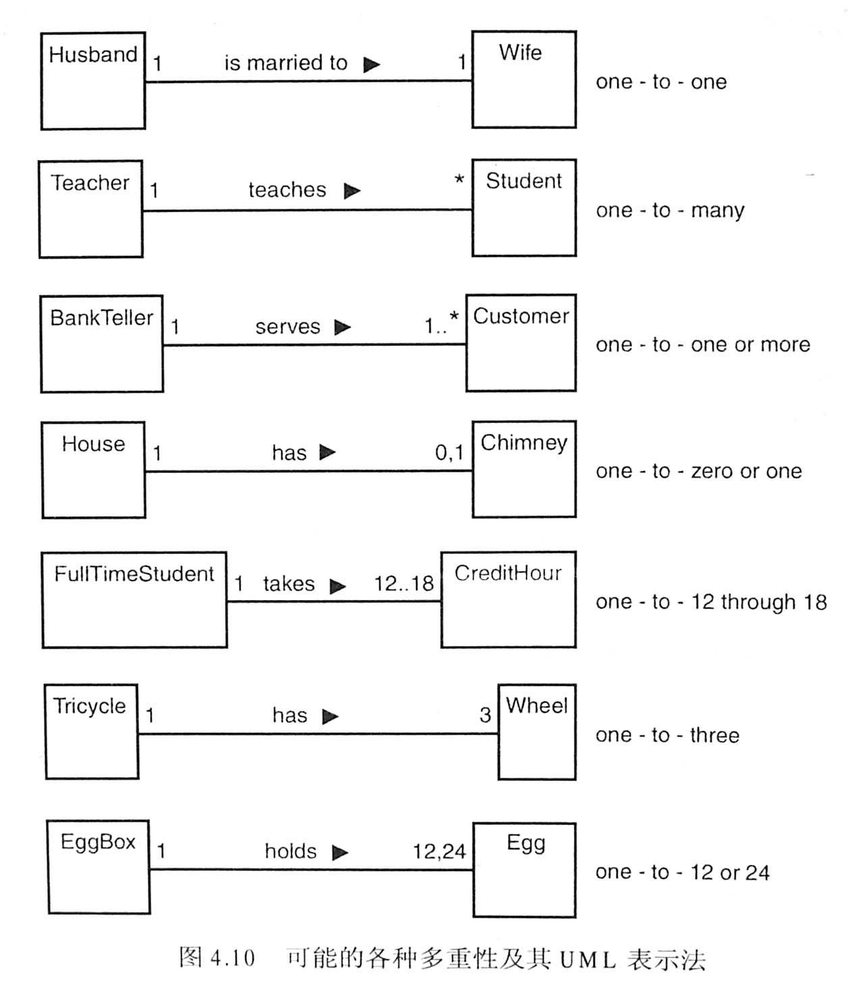 Husband 1 is married to ▶ 1 Wife one - to - one
Teacher 1 teaches ▶ * Student one - to - many
BankTeller 1 serves ▶ 1..* Customer one - to - one or more
House 1 has ▶ 0,1 Chimney one - to - zero or one
FullTimeStudent 1 takes ▶ 12..18 CreditHour one - to - 12 through 18
Tricycle 1 has ▶ 3 Wheel one - to - three
EggBox 1 holds ▶ 12,24 Egg one - to - 12 or 24
图 4.10 可能的各种多重性及其 UML 表示法